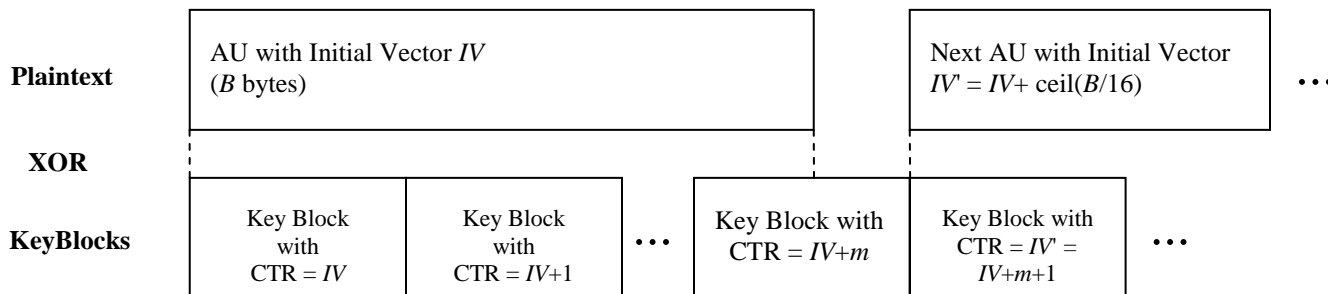 Plaintext
AU with Initial Vector IV
(B bytes)
Next AU with Initial Vector
IV' = IV+ ceil(B/16)
...
XOR
KeyBlocks
Key Block
with
CTR = IV
Key Block
with
CTR = IV+1
...
Key Block with
CTR = IV+m
Key Block with
CTR = IV' =
IV+m+1
...